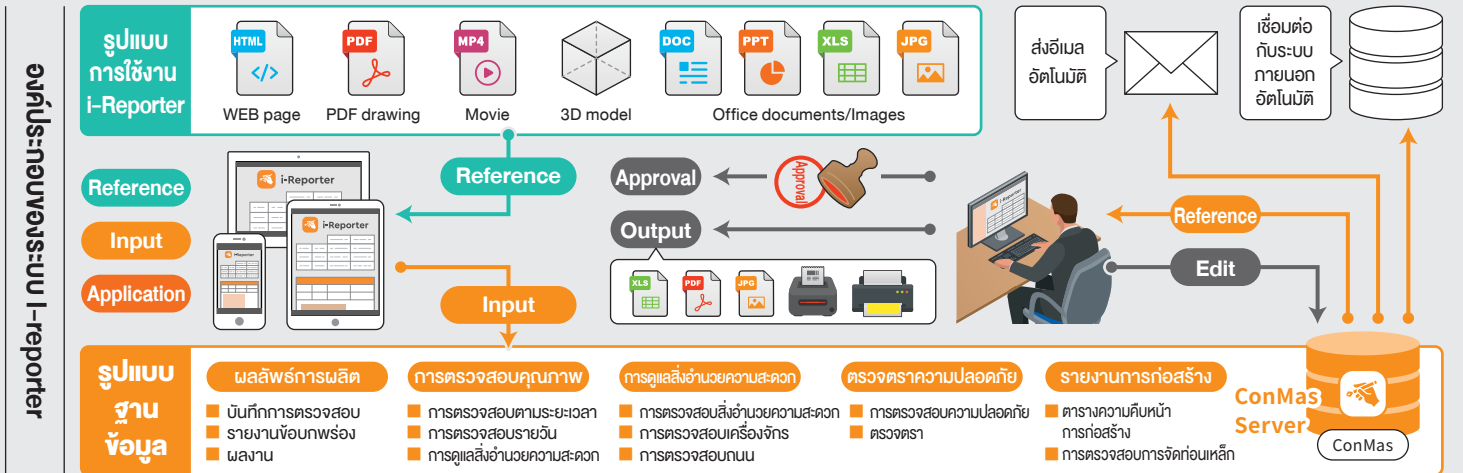 องค์ประกอบของระบบ I-reporter
รูปแบบ
การใช้งาน
i-Reporter
HTML
</>
WEB page
PDF
PDF drawing
MP4
Movie
3D model
DOC
PPT
XLS
JPG
Office documents/Images
ส่งอีเมล
อัตโนมัติ
เชื่อมต่อ
กับระบบ
ภายนอก
อัตโนมัติ
Reference
Input
Application
i-Reporter
i-Reporter
i-Reporter
Reference
Input
Approval
Approval
Output
XLS
PDF
JPG
i-Reporter
Reference
Edit
รูปแบบ
ฐาน
ข้อมูล
ผลลัพธ์การผลิต
บันทึกการตรวจสอบ
รายงานข้อบกพร่อง
ผลงาน
การตรวจสอบคุณภาพ
การตรวจสอบตามระยะเวลา
การตรวจสอบรายวัน
การดูแลสิ่งอำนวยความสะดวก
การดูแลสิ่งอำนวยความสะดวก
การตรวจสอบสิ่งอำนวยความสะดวก
การตรวจสอบเครื่องจักร
การตรวจสอบถนน
ตรวจตราความปลอดภัย
การตรวจสอบความปลอดภัย
ตรวจตรา
รายงานการก่อสร้าง
ตารางความคืบหน้า
การก่อสร้าง
การตรวจสอบการจัดท่อนเหล็ก
ConMas
Server
ConMas